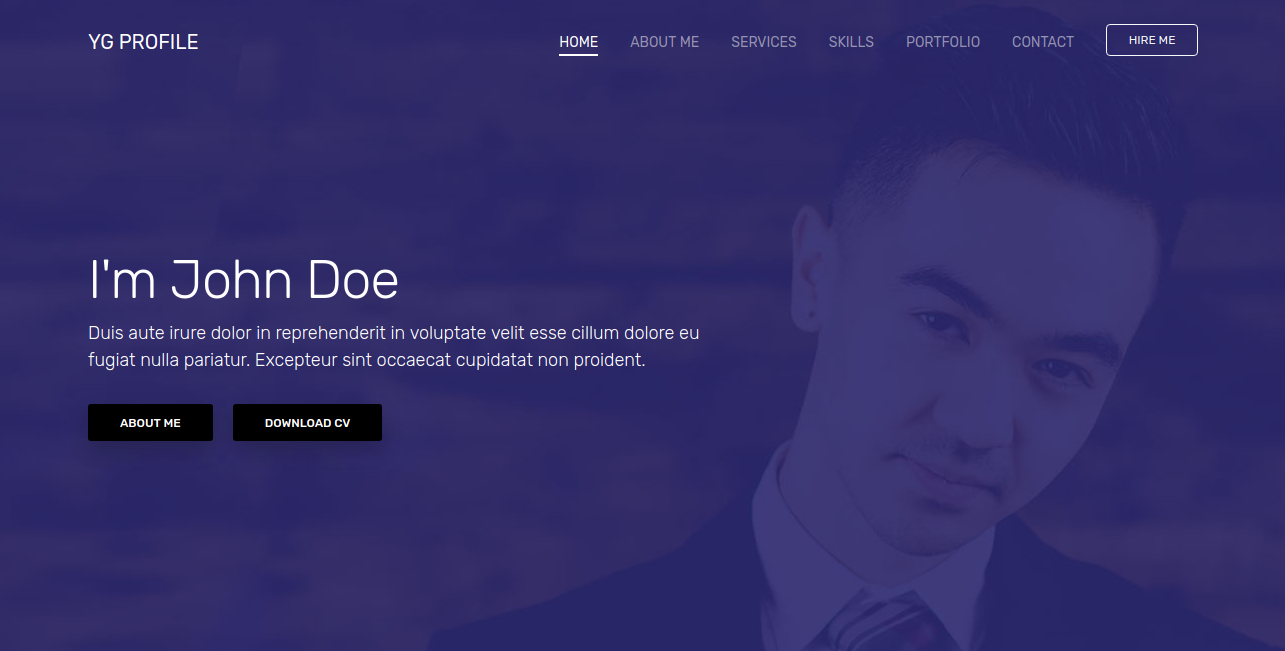 YG PROFILE
HOME ABOUT ME SERVICES SKILLS PORTFOLIO CONTACT HIRE ME
I'm John Doe
Duis aute irure dolor in reprehenderit in voluptate velit esse cillum dolore eu
fugiat nulla pariatur. Excepteur sint occaecat cupidatat non proident.
ABOUT ME DOWNLOAD CV